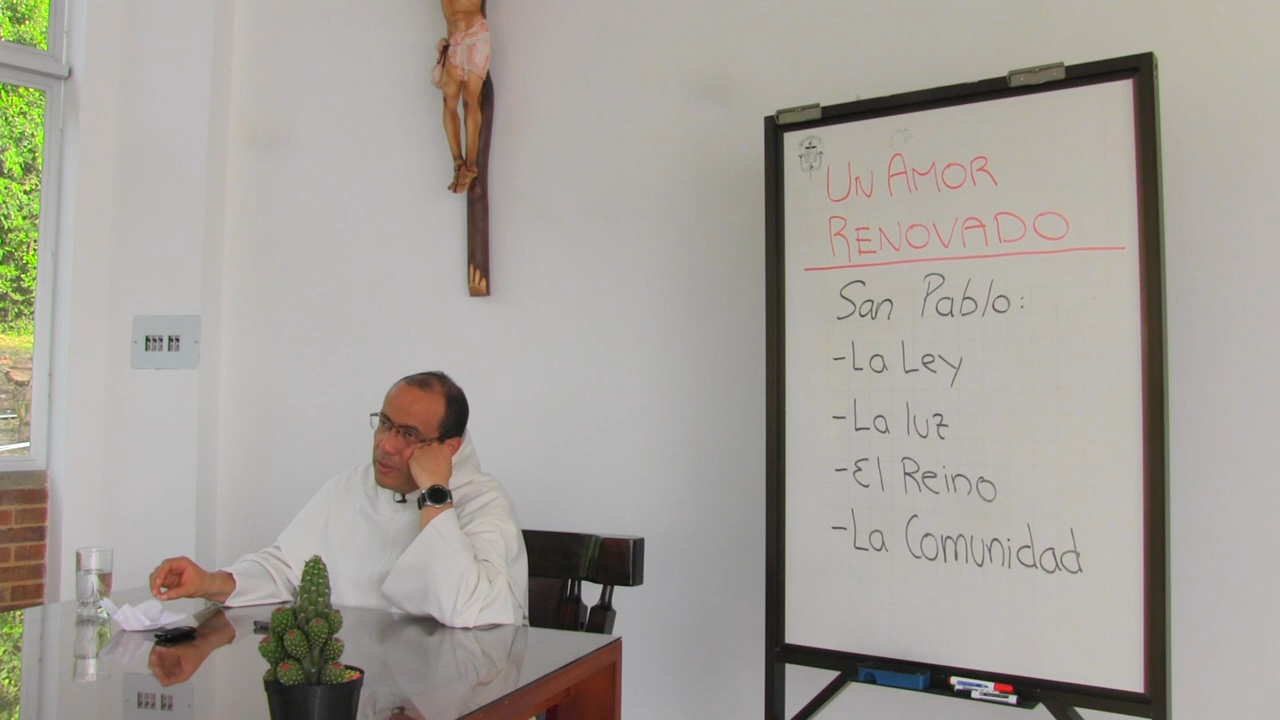 UN AMOR
RENOVADO
San Pablo:
-La Ley
-La luz
-El Reino
-La Comunidad